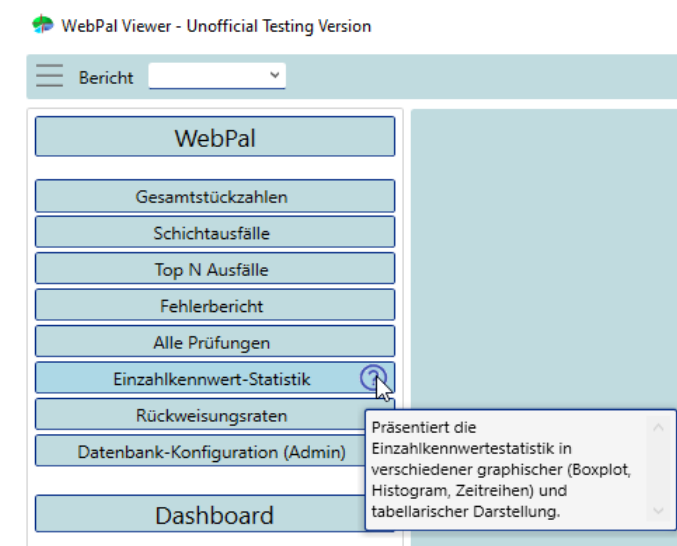 WebPal Viewer - Unofficial Testing Version
Bericht
WebPal
Gesamtstückzahlen
Schichtausfälle
Top N Ausfälle
Fehlerbericht
Alle Prüfungen
Einzahlkennwert-Statistik
Rückweisungsraten
Datenbank-Konfiguration (Admin)
Präsentiert die
Einzahlkennwertestatistik in
verschiedener graphischer (Boxplot,
Histogram, Zeitreihen) und
tabellarischer Darstellung.
Dashboard